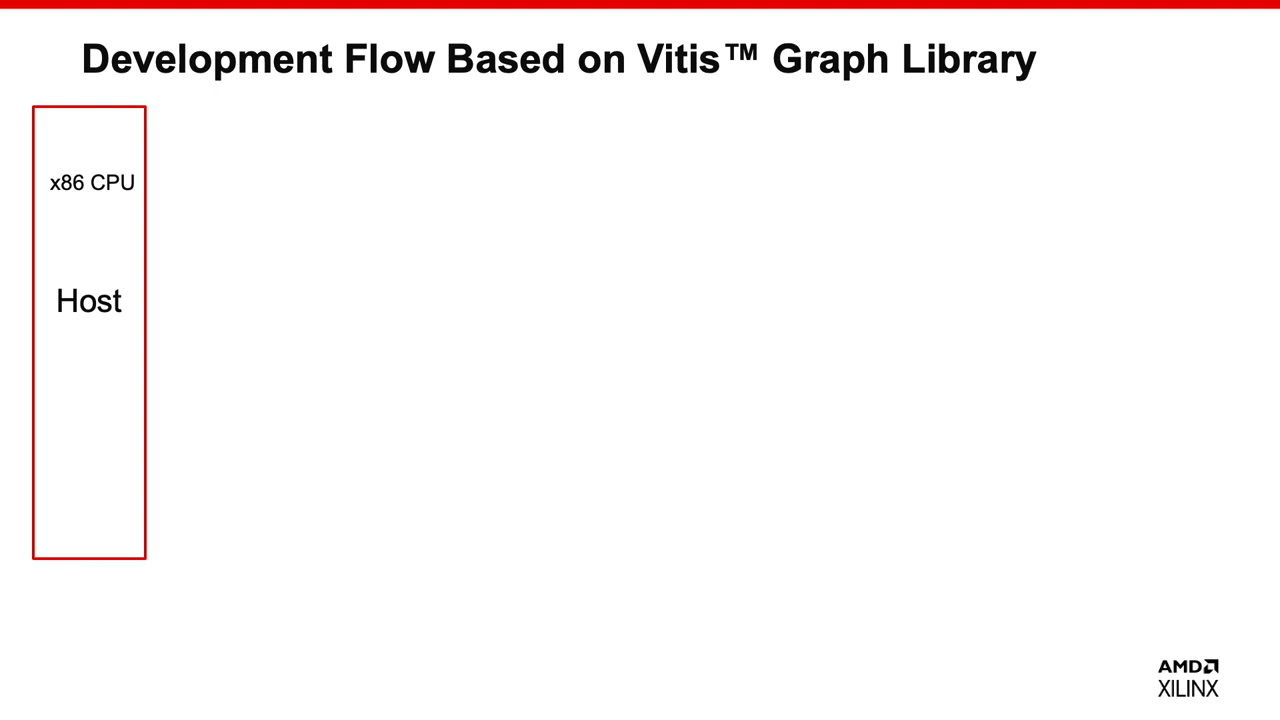 Development Flow Based on Vitis™ Graph Library
x86 CPU
Host
AMD
XILINX